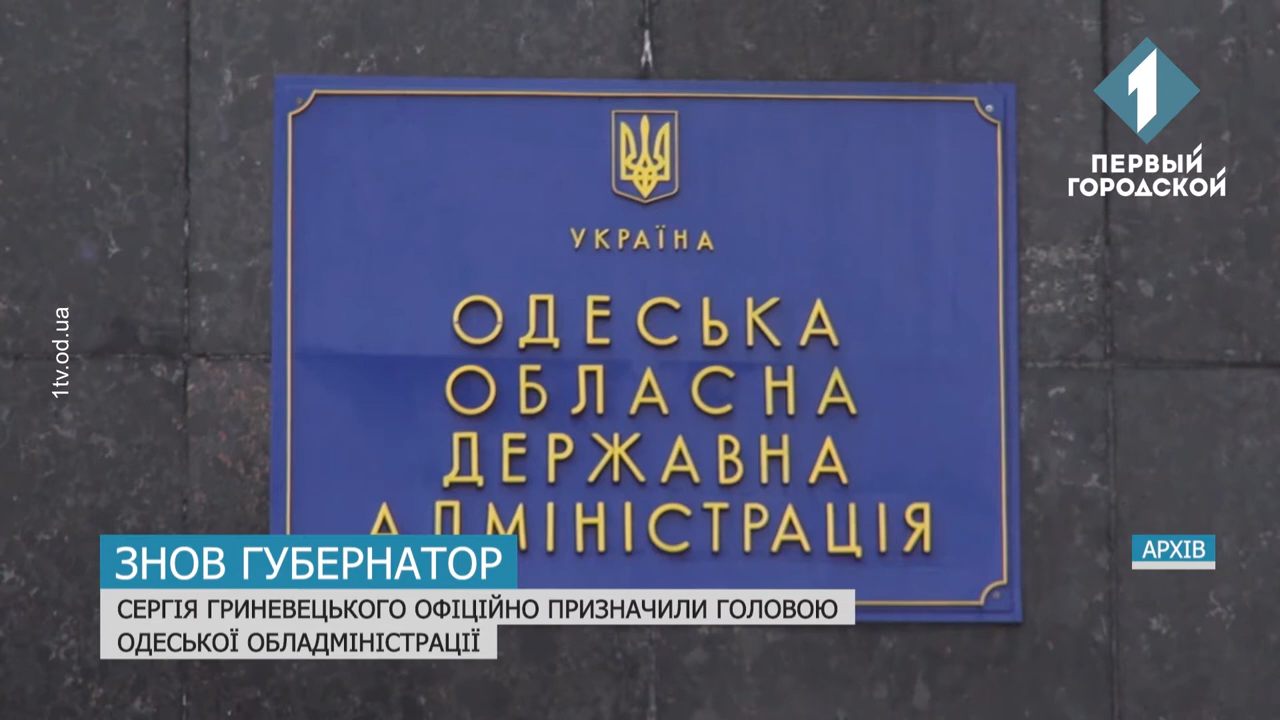 1
ПЕРВЫЙ
ГОРОДСКОЙ
УКРАЇНА
ОДЕСЬКА
ОБЛАСНА
ДЕРЖАВНА
АДМІНІСТРАЦІЯ
1tv.od.ua
АРХІВ
ЗНОВ ГУБЕРНАТОР
СЕРГІЯ ГРИНЕВЕЦЬКОГО ОФІЦІЙНО ПРИЗНАЧИЛИ ГОЛОВОЮ
ОДЕСЬКОЇ ОБЛАДМІНІСТРАЦІЇ